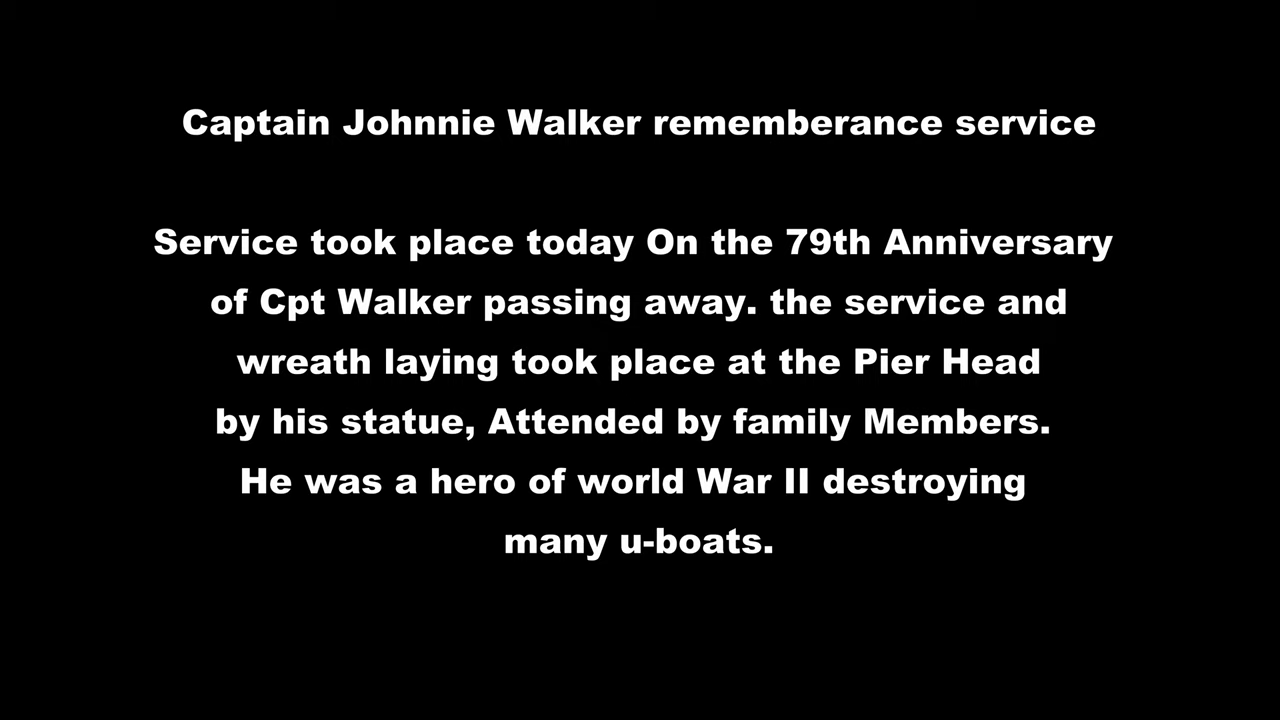 Captain Johnnie Walker rememberance service
Service took place today On the 79th Anniversary
of Cpt Walker passing away. the service and
wreath laying took place at the Pier Head
by his statue, Attended by family Members.
He was a hero of world War II destroying
many u-boats.